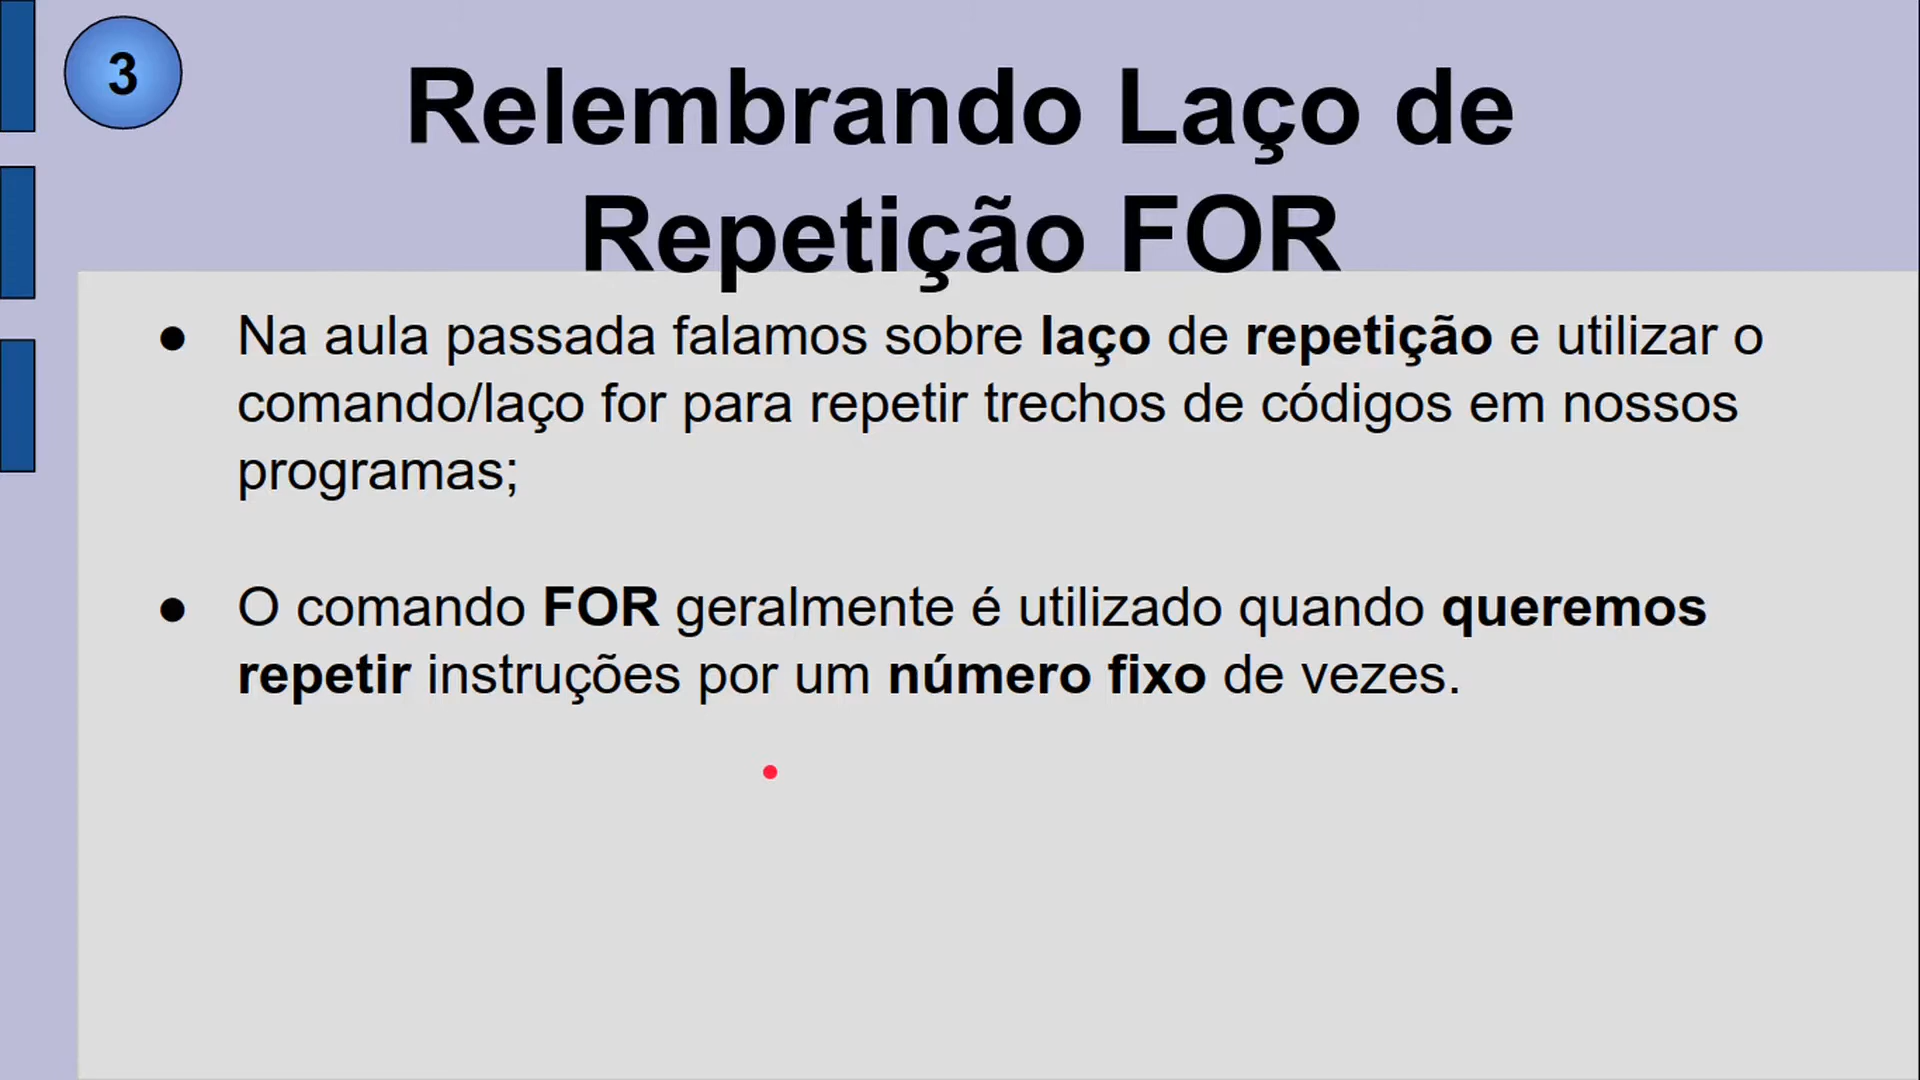 3
Relembrando Laço de
Repetição FOR
● Na aula passada falamos sobre laço de repetição e utilizar o
comando/laço for para repetir trechos de códigos em nossos
programas;
● O comando FOR geralmente é utilizado quando queremos
repetir instruções por um número fixo de vezes.